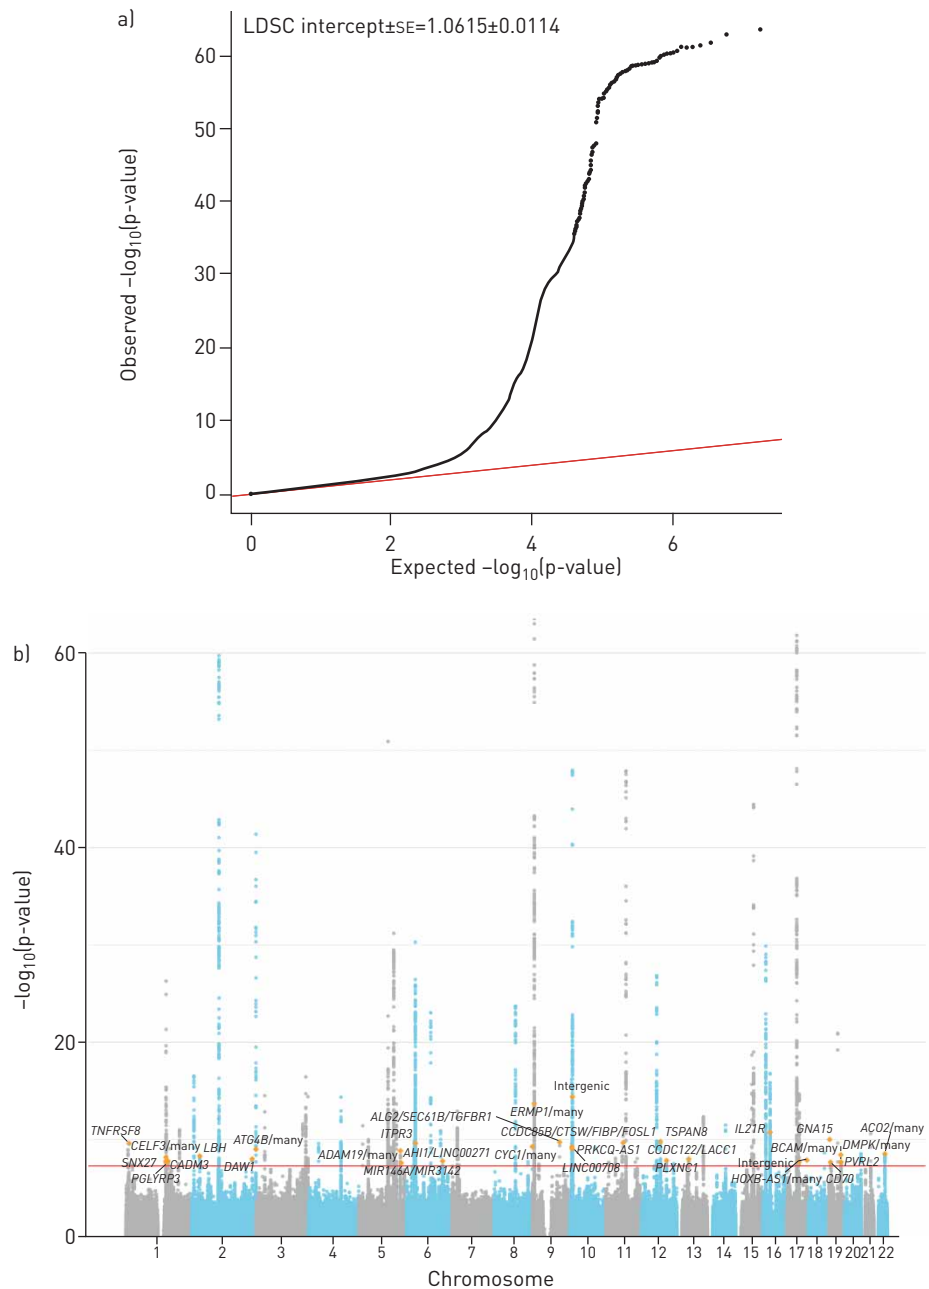 a)
LDSC intercept±SE=1.0615±0.0114
Observed –log10(p-value)
60
50
40
30
20
10
0
0 2 4 6
Expected –log10(p-value)
b)
–log10(p-value)
60
40
20
0
Intergenic
ALG2/SEC61B/TGFBR1
ERMP1/many
TNFRSF8
ITPR3
CCDC85B/CTSW/FIBP/FOSL1
TSPAN8
IL21R
GNA15
ACO2/many
CELF3/many
LBH
ATG4B/many
ADAM19/many
AHI1/LINC00271
CYC1/many
PRKCQ-AS1
CCDC122/LACC1
BCAM/many
DMPK/many
SNX27
CADM3
DAW1
MIR146A/MIR3142
LINC00708
PLXNC1
Intergenic
PVRL2
PGLYRP3
HOXB-AS1/many
CD70
1 2 3 4 5 6 7 8 9 10 11 12 13 14 15 16 17 18 19 20 21 22
Chromosome